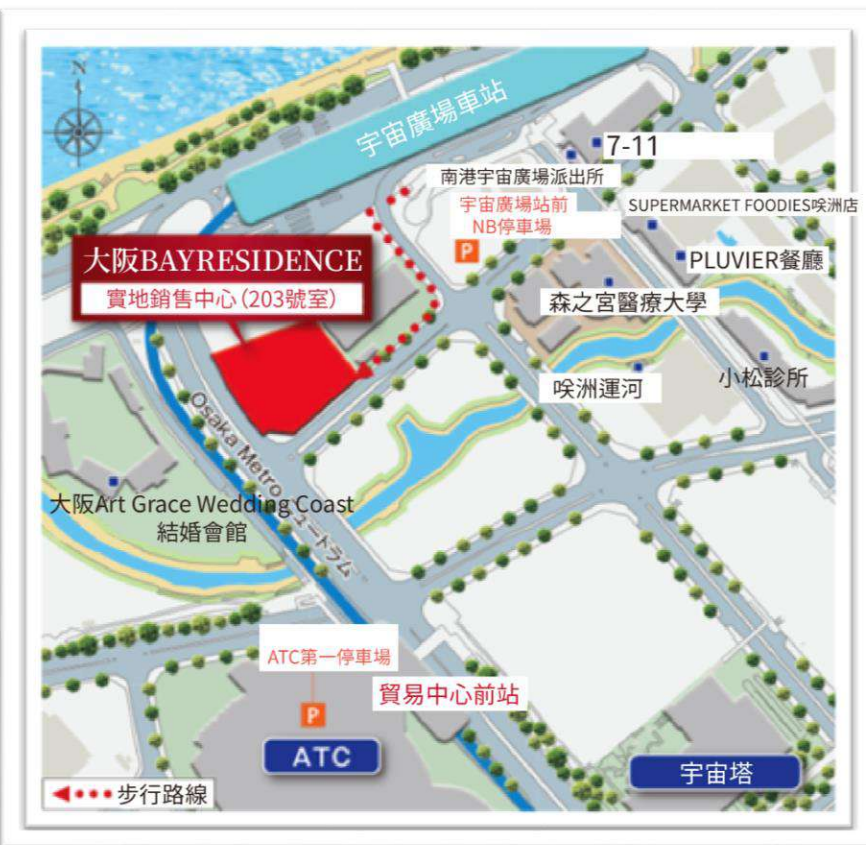 N
宇宙廣場車站
7-11
南港宇宙廣場派出所
宇宙廣場站前
NB停車場
P
SUPERMARKET FOODIES咲洲店
PLUVIER餐廳
大阪BAYRESIDENCE
實地銷售中心(203號室)
森之宮醫療大學
咲洲運河
小松診所
Osaka Metro ニュートラム
大阪Art Grace Wedding Coast
結婚會館
ATC第一停車場
P
貿易中心前站
ATC
宇宙塔
步行路線